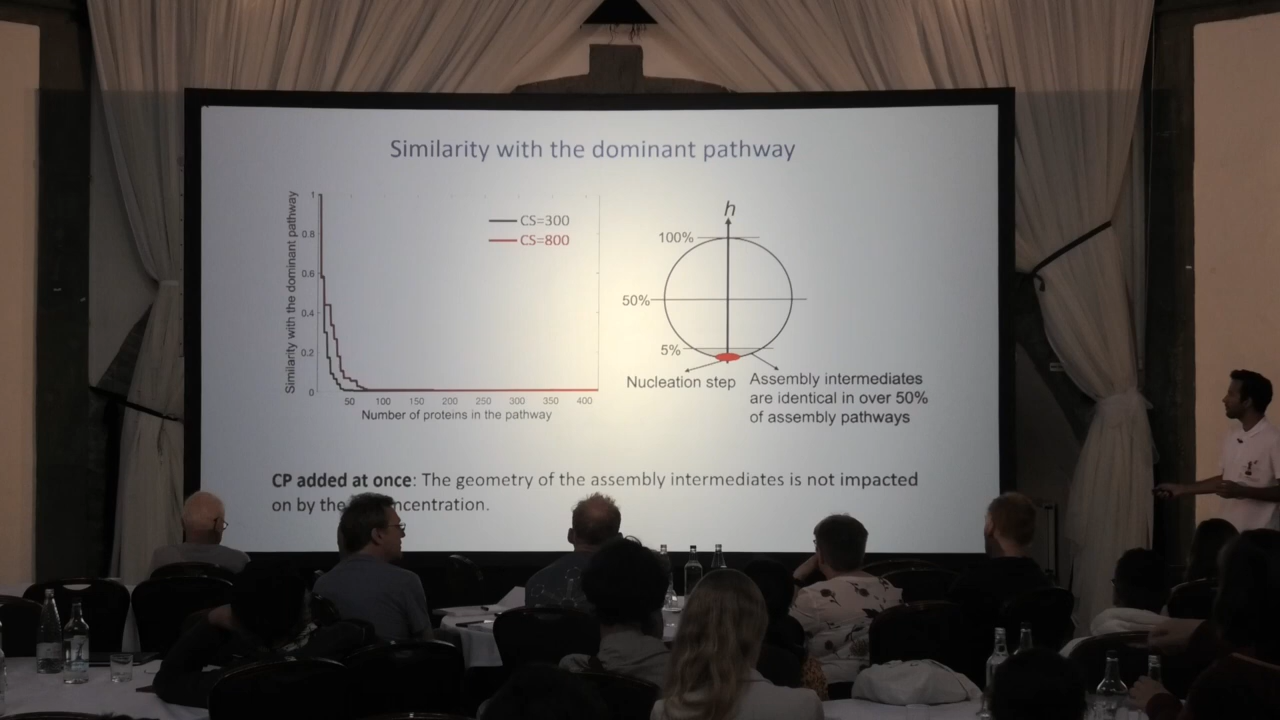 Similarity with the dominant pathway
Similarity with the dominant pathway
1
0.8
0.6
0.4
0.2
0
CS=300
CS=800
50
100
150
200
250
300
350
400
Number of proteins in the pathway
h
100%
50%
5%
Nucleation step
Assembly intermediates
are identical in over 50%
of assembly pathways
CP added at once: The geometry of the assembly intermediates is not impacted
on by the ncentration.